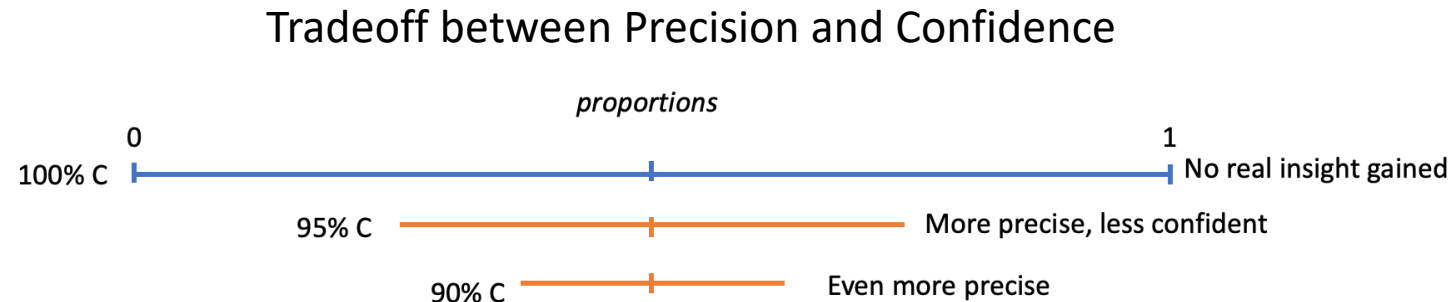 Tradeoff between Precision and Confidence
proportions
0
1
100% C
No real insight gained
95% C
More precise, less confident
90% C
Even more precise